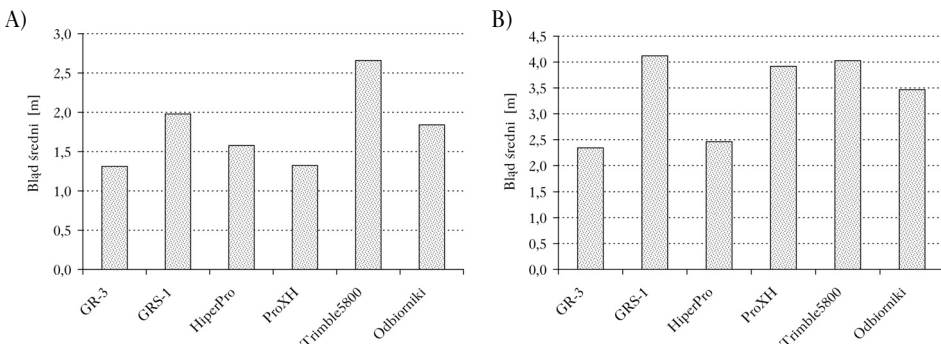 A)
Błąd średni [m]
3,0
2,5
2,0
1,5
1,0
0,5
0,0
GR-3
GRS-1
HiperPro
ProXH
Trimble5800
Odbiorniki
B)
Błąd średni [m]
4,5
4,0
3,5
3,0
2,5
2,0
1,5
1,0
0,5
0,0
GR-3
GRS-1
HiperPro
ProXH
Trimble5800
Odbiorniki